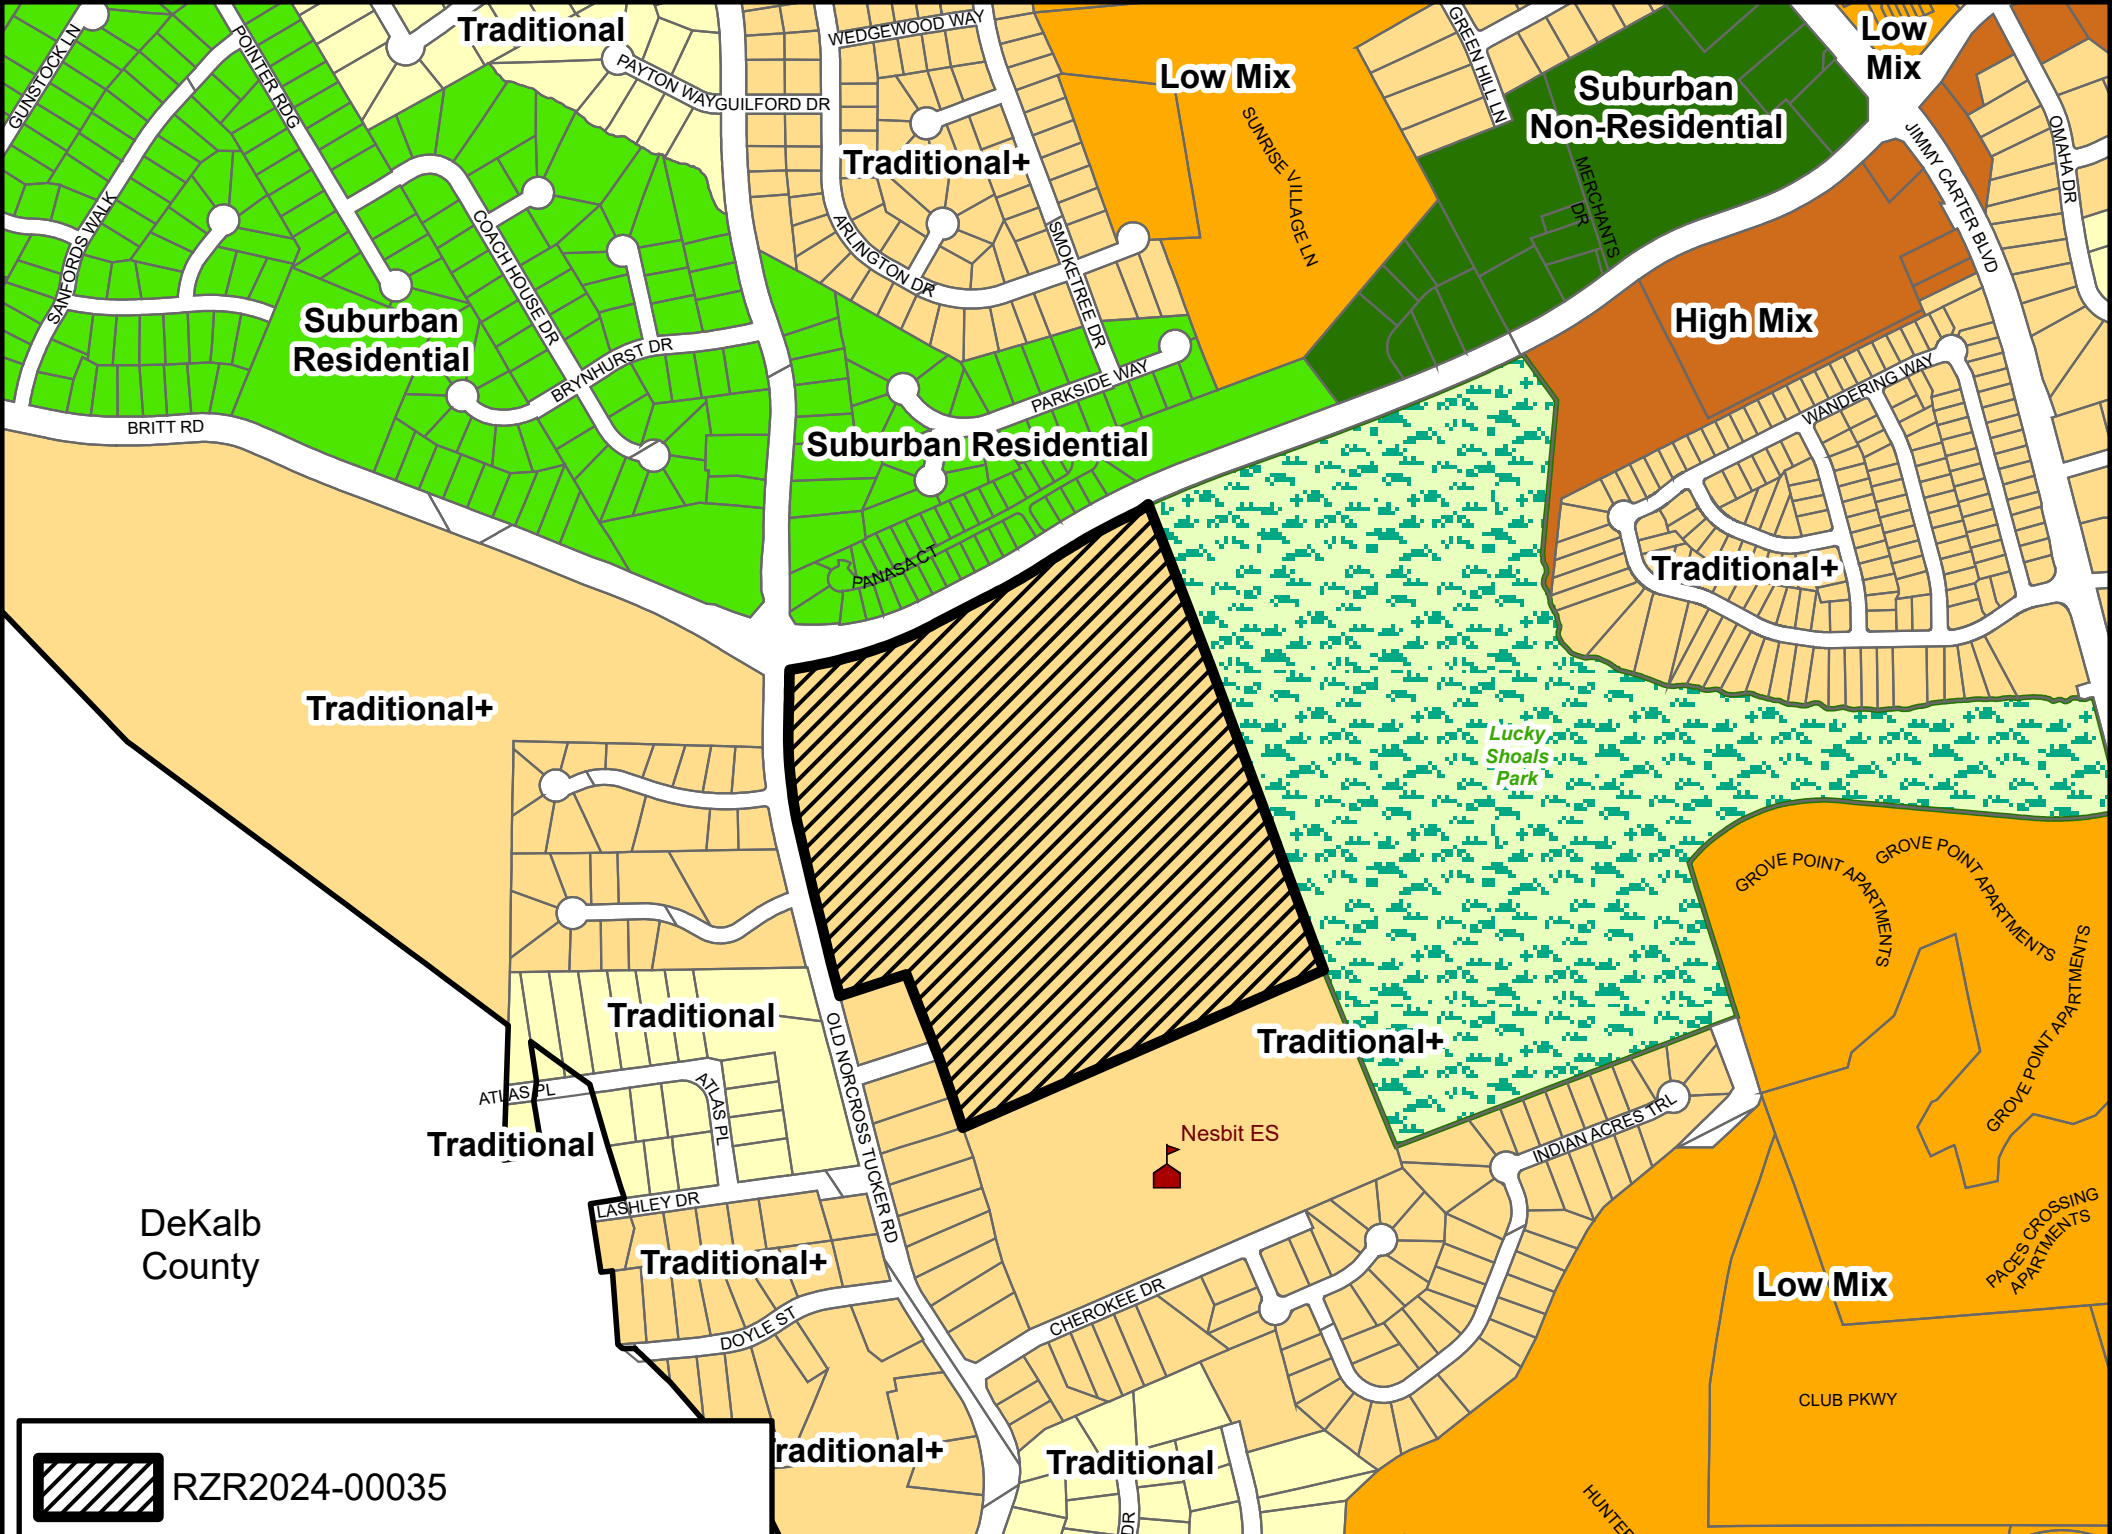 Traditional
WEDGEWOOD WAY
GREEN HILL LN
Low
Mix
GUNSTOCK LN
POINTER RDG
PAYTON WAY
GUILFORD DR
Low Mix
Suburban
Non-Residential
SUNRISE VILLAGE LN
MERCHANTS
DR
JIMMY CARTER BLVD
OMAHA DR
Traditional+
SANFORDS WALK
COACH HOUSE DR
ARLINGTON DR
SMOKETREE DR
Suburban
Residential
High Mix
BRYNHURST DR
PARKSIDE WAY
WANDERING WAY
BRITT RD
Suburban Residential
PANASA CT
Traditional+
Traditional+
Lucky
Shoals
Park
GROVE POINT APARTMENTS
GROVE POINT APARTMENTS
GROVE POINT APARTMENTS
Traditional
OLD NORCROSS TUCKER RD
Traditional+
ATLAS PL
ATLAS PL
Traditional
Nesbit ES
INDIAN ACRES TRL
LASHLEY DR
DeKalb
County
Traditional+
PACES CROSSING
APARTMENTS
Low Mix
CHEROKEE DR
DOYLE ST
CLUB PKWY
raditional+
Traditional
RZR2024-00035
HUNTER
DR